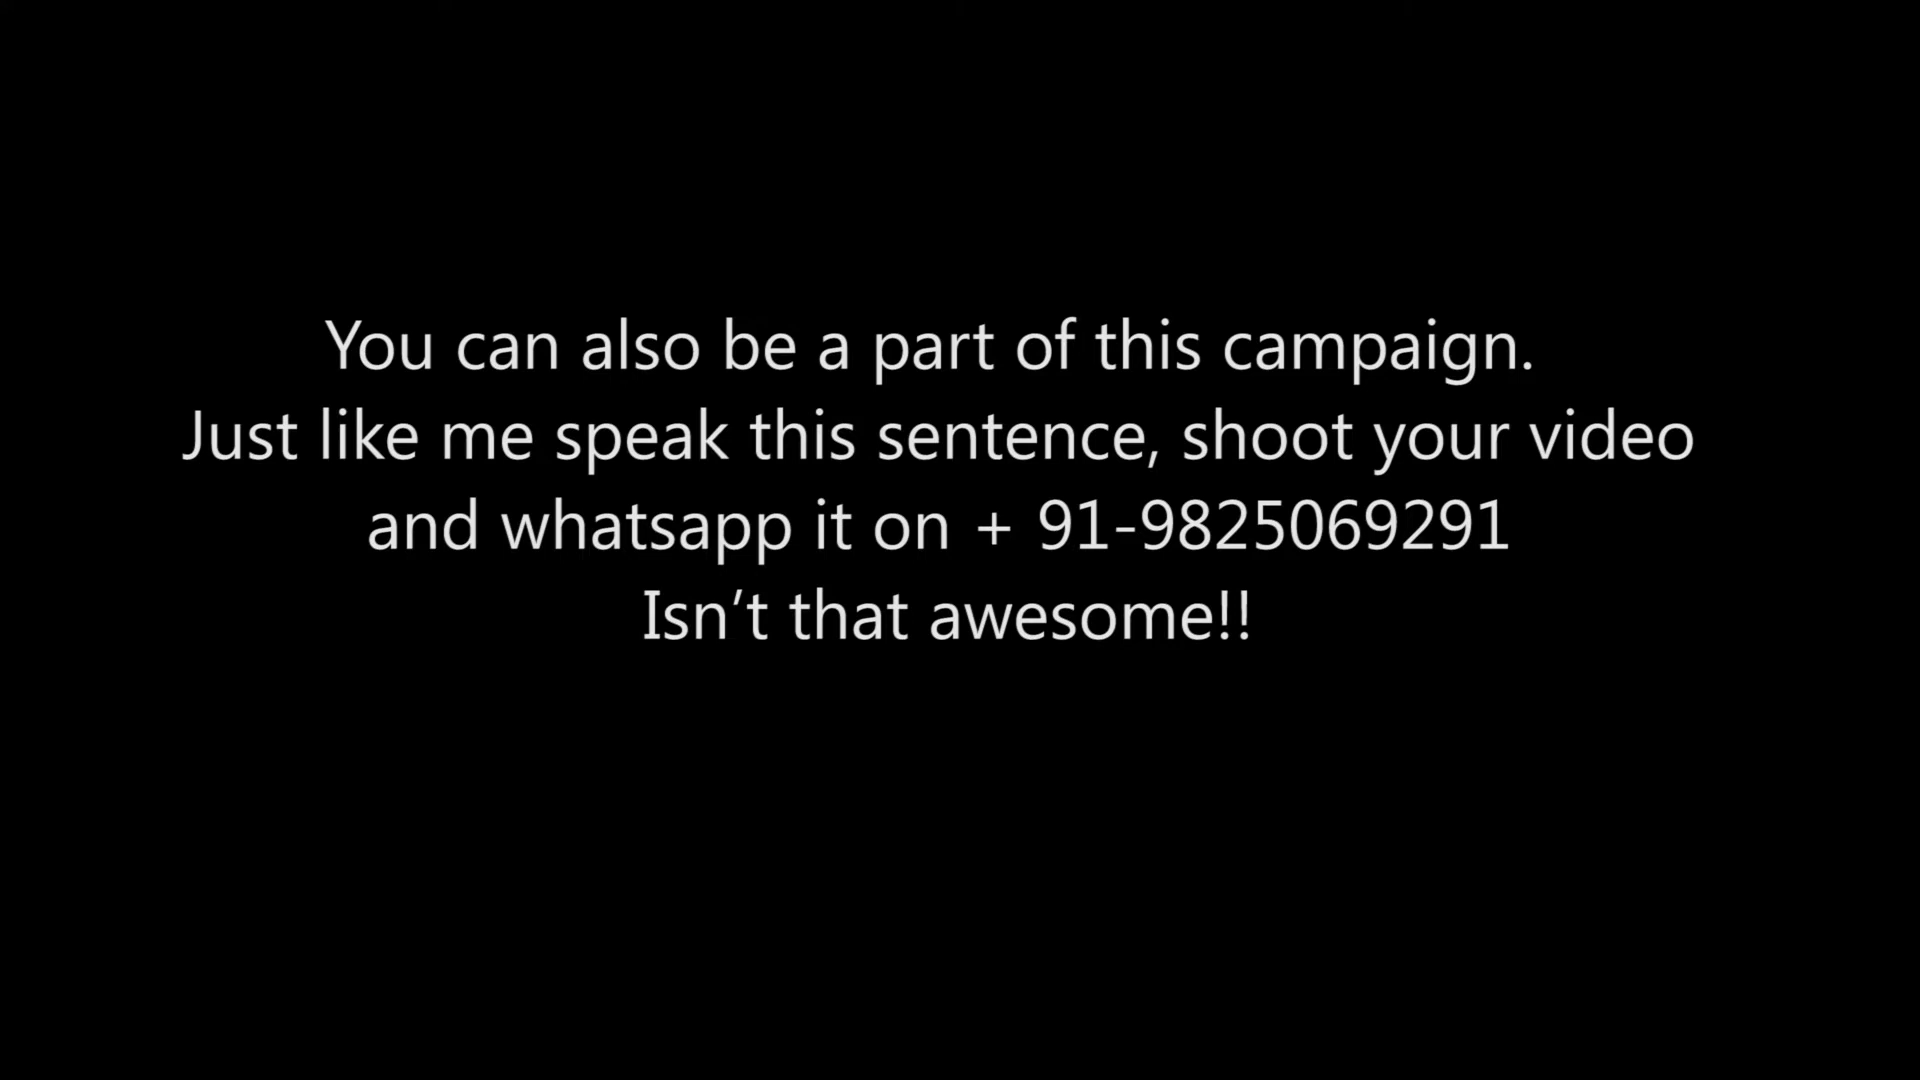 You can also be a part of this campaign.
Just like me speak this sentence, shoot your video
and whatsapp it on + 91-9825069291
Isn’t that awesome!!